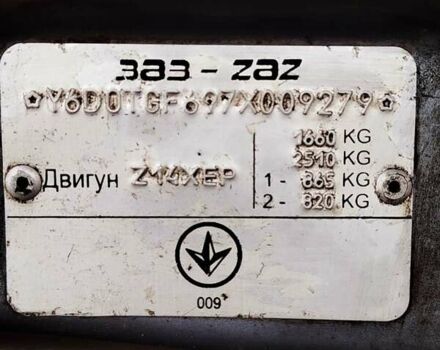 ЗАЗ - ZAZ
*Y6D0TGF697X009279*
1660 KG
2510 KG
Двигун Z14XEP 1 - 865 KG
2 - 820 KG
009